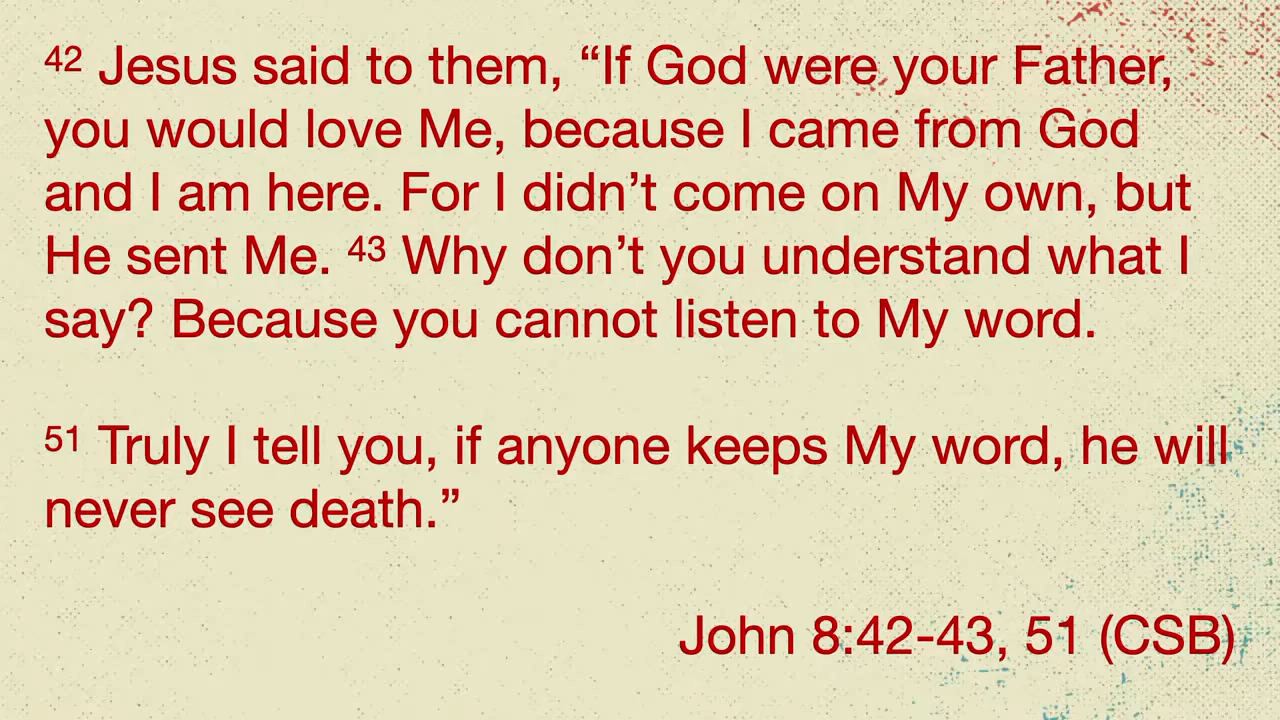 42 Jesus said to them, “If God were your Father,
you would love Me, because I came from God
and I am here. For I didn’t come on My own, but
He sent Me. 43 Why don’t you understand what I
say? Because you cannot listen to My word.
51 Truly I tell you, if anyone keeps My word, he will
never see death.”
John 8:42-43, 51 (CSB)